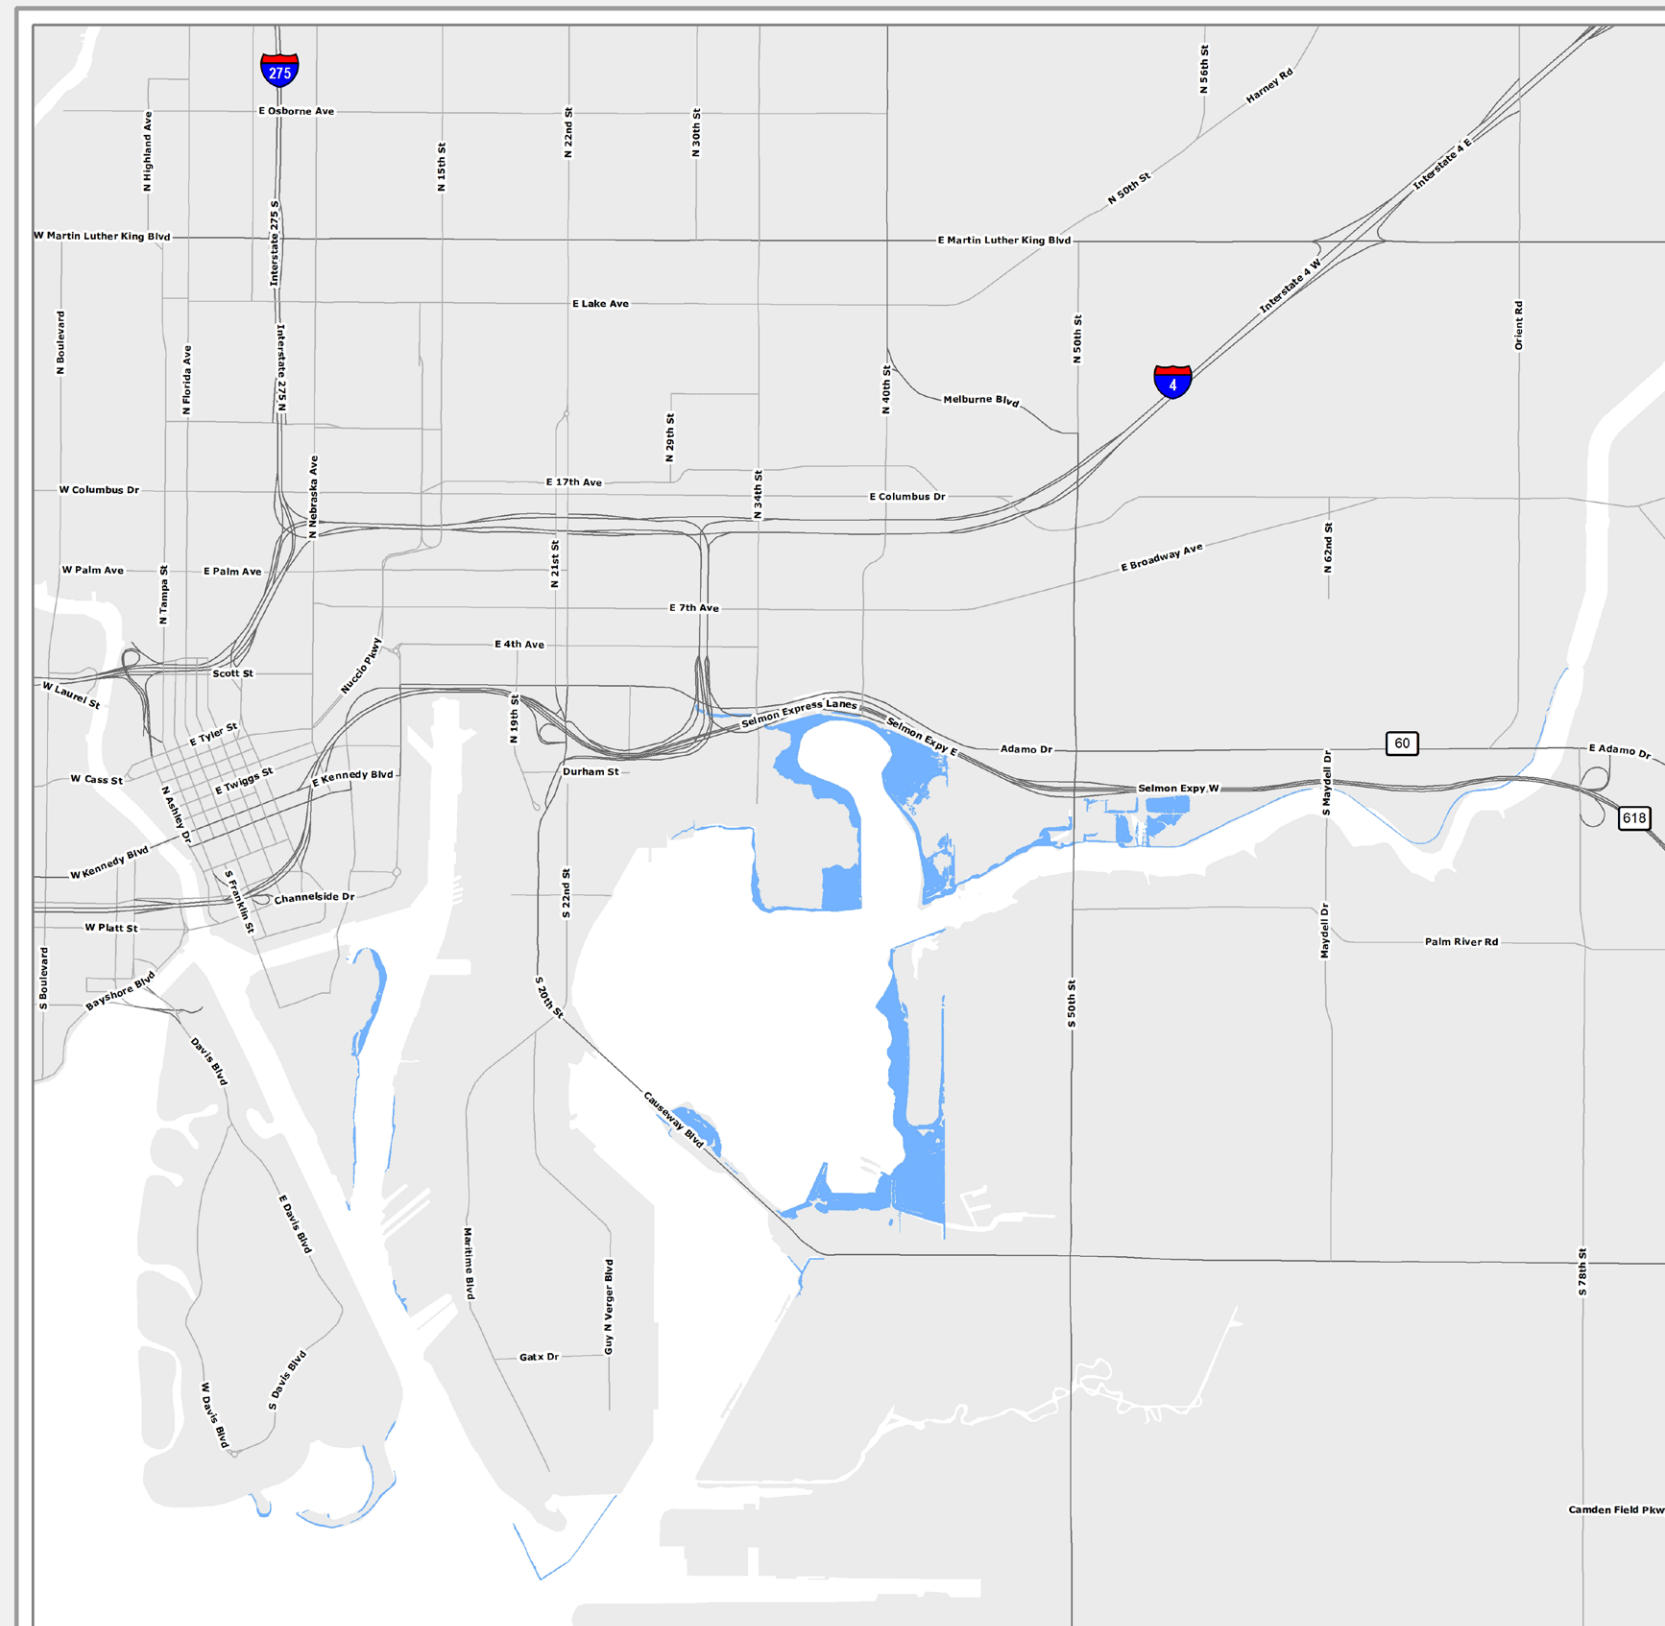 275
N 56th St
Harney Rd
E Osborne Ave
N Highland Ave
N 22nd St
N 30th St
N 15th St
Interstate 4 E
N 50th St
W Martin Luther King Blvd
Interstate 275 S
E Martin Luther King Blvd
Interstate 4 W
E Lake Ave
N Boulevard
Interstate 275 N
N Florida Ave
N 50th St
Orient Rd
4
N 40th St
Melburne Blvd
N 29th St
W Columbus Dr
N Nebraska Ave
E 17th Ave
N 34th St
E Columbus Dr
W Palm Ave
E Palm Ave
N Tampa St
N 21st St
E Broadway Ave
N 62nd St
E 7th Ave
E 4th Ave
Nuccio Pkwy
Scott St
W Laurel St
N 19th St
Selmon Express Lanes
Selmon Expy E
E Tyler St
Adamo Dr
60
E Adamo Dr
W Cass St
E Twiggs St
E Kennedy Blvd
Durham St
Selmon Expy W
S Maydell Dr
N Ashley Dr
618
W Kennedy Blvd
S Franklin St
Channelside Dr
S 22nd St
W Platt St
Maydell Dr
Palm River Rd
S Boulevard
Bayshore Blvd
S 20th St
S 50th St
Davis Blvd
Causeway Blvd
E Davis Blvd
Maritime Blvd
Guy N Verger Blvd
S 78th St
Gatx Dr
S Davis Blvd
W Davis Blvd
Camden Field Pkw